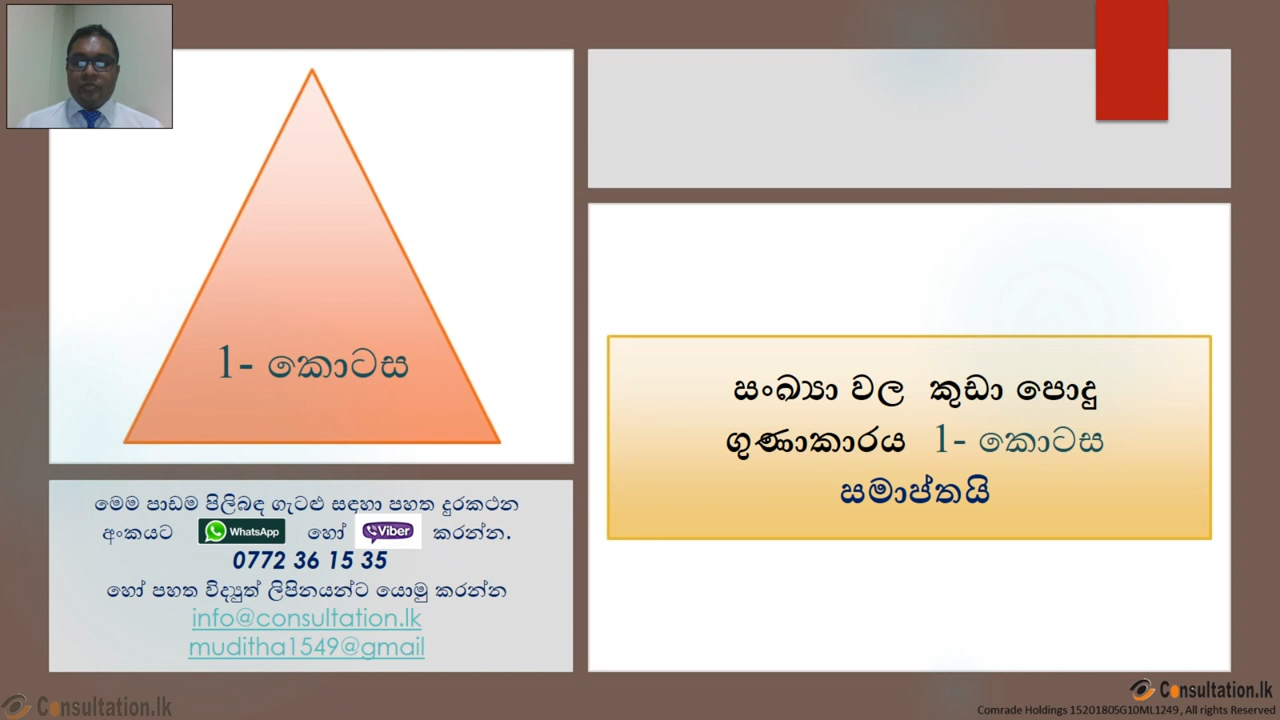 1- කොටස
සංඛ්‍යා වල කුඩා පොදු
ගුණාකාරය 1- කොටස
සමාප්තයි
මෙම පාඩම පිලිබඳ ගැටළු සඳහා පහත දුරකථන
අංකයට WhatsApp හෝ Viber කරන්න.
0772 36 15 35
හෝ පහත විද්‍යුත් ලිපිනයන්ට යොමු කරන්න
info@consultation.lk
muditha1549@gmail
Consultation.lk
Consultation.lk
Comrade Holdings 15201805G10ML1249, All rights Reserved